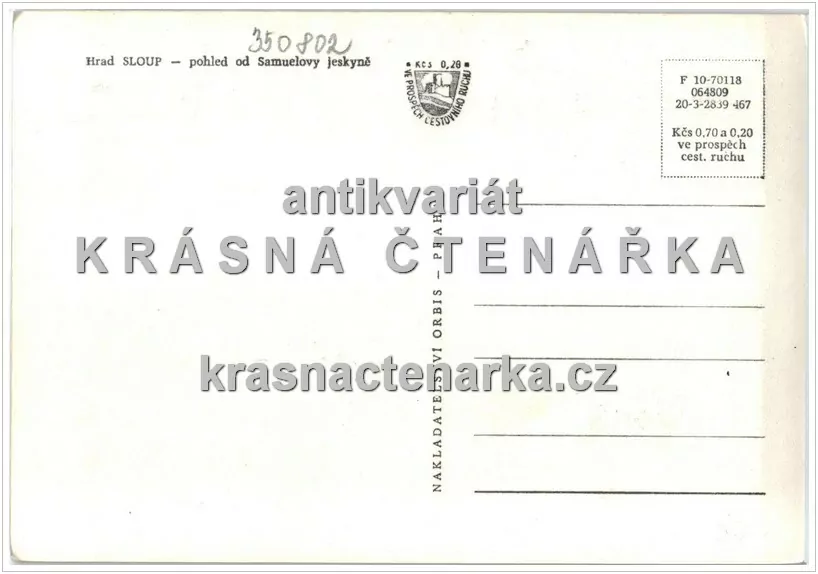 350802
Hrad SLOUP — pohled od Samuelovy jeskyně
• Kčs 0,20 •
VE PROSPĚCH CESTOVNÍHO RUCHU
F 10-70118
064809
20-3-2839 467
Kčs 0,70 a 0,20
ve prospěch
cest. ruchu
antikvariát
KRÁSNÁ ČTENÁŘKA
NAKLADATELSTVÍ ORBIS — PRAHA
krasnactenarka.cz